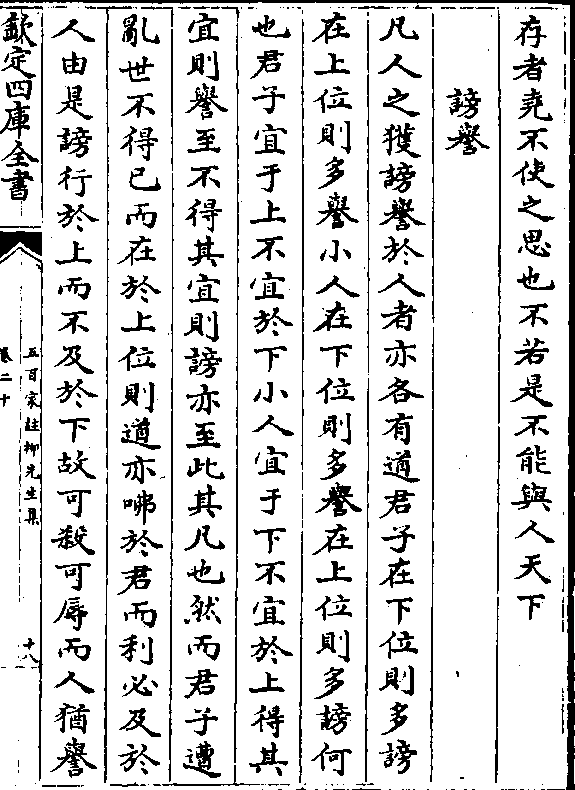 存者堯不使之思也不若是不能與人天下
謗譽
凡人之獲謗譽於人者亦各有道君子在下位則多謗
在上位則多譽小人在下位則多譽在上位則多謗何
也君子宜于上不宜於下小人宜于下不宜於上得其
宜則譽至不得其宜則謗亦至此其凡也然而君子遭
亂世不得已而在於上位則道亦咈於君而利必及於
人由是謗行於上而不及於下故可殺可辱而人猶譽
欽定四庫全書
五百家註柳先生集
卷二十
十八